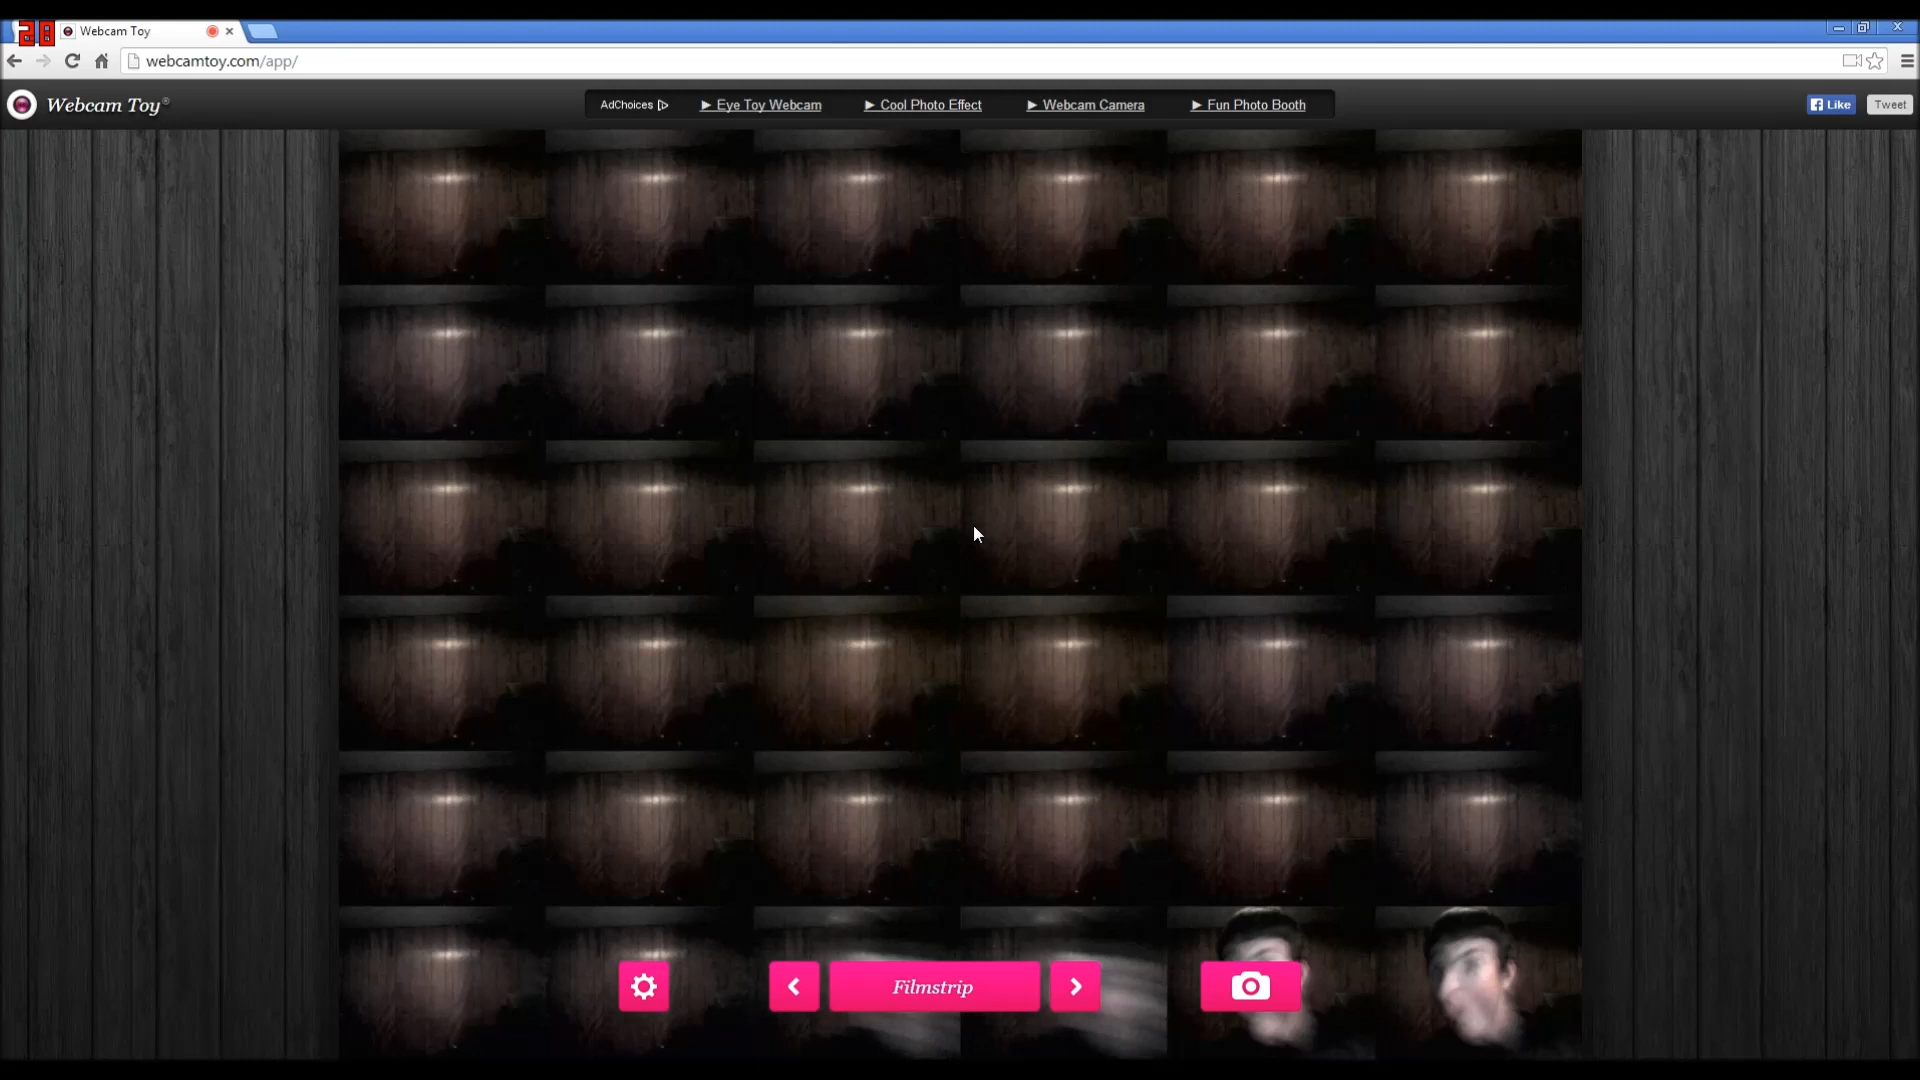 28
Webcam Toy
webcamtoy.com/app/
Webcam Toy®
AdChoices
Eye Toy Webcam
Cool Photo Effect
Webcam Camera
Fun Photo Booth
Like
Tweet
Filmstrip